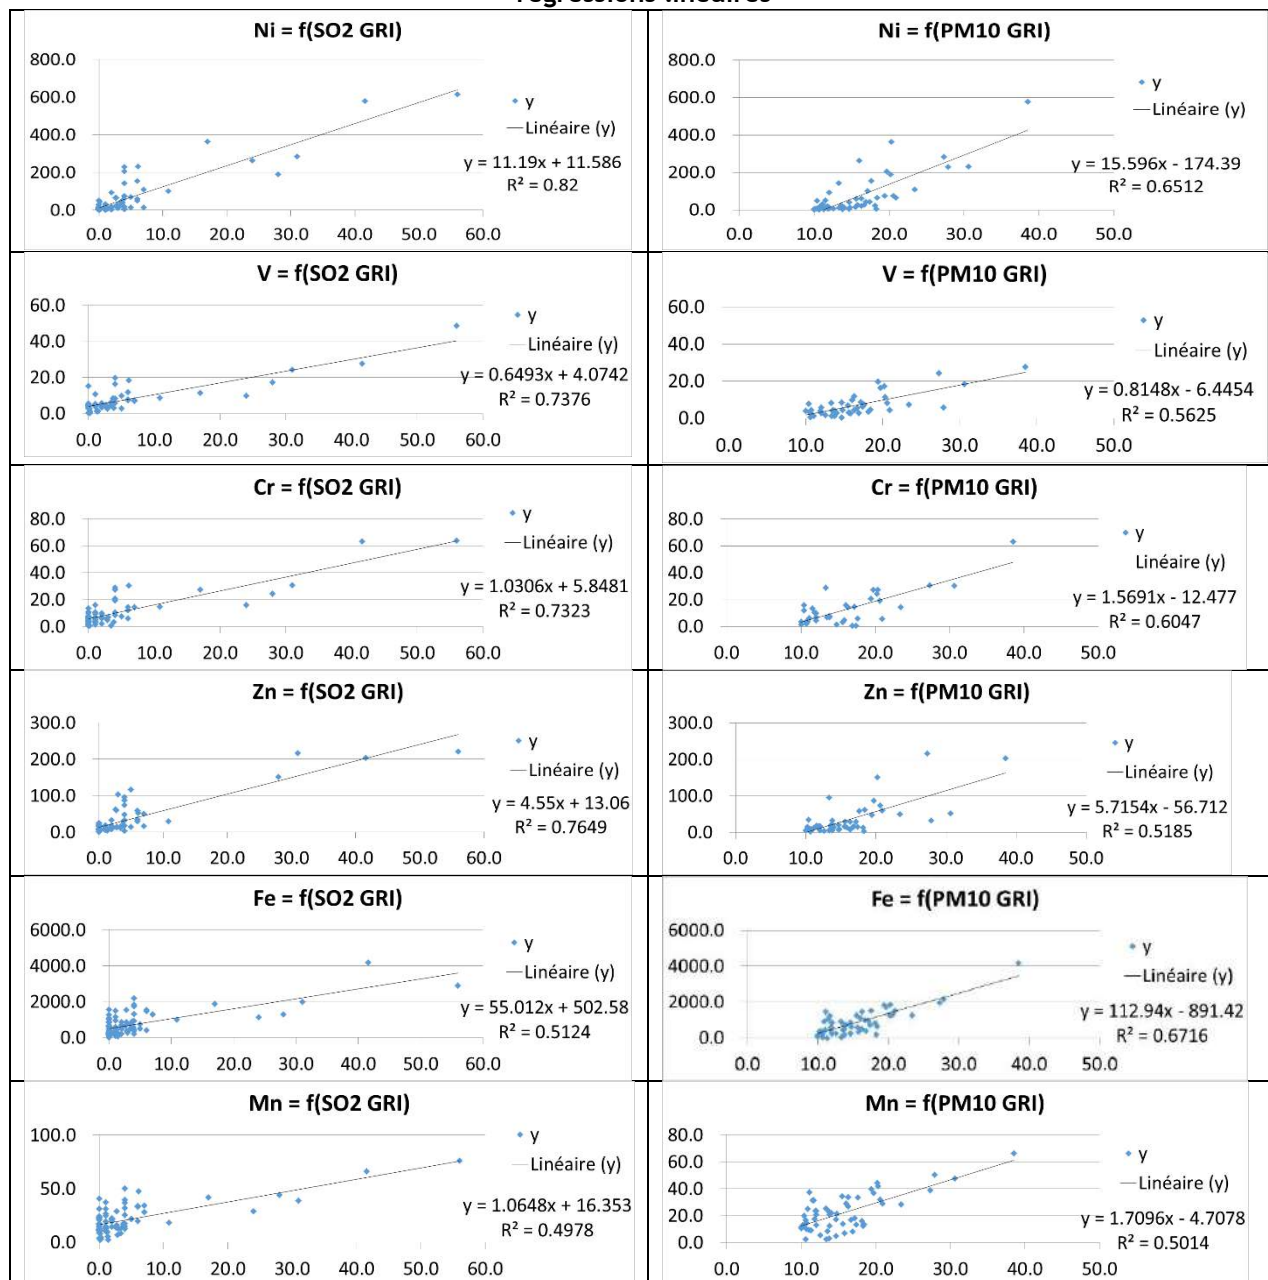 régressions linéaires
Ni = f(SO2 GRI)
800.0
600.0
400.0
200.0
0.0
0.0 10.0 20.0 30.0 40.0 50.0 60.0
y
Linéaire (y)
y = 11.19x + 11.586
R² = 0.82
Ni = f(PM10 GRI)
800.0
600.0
400.0
200.0
0.0
0.0 10.0 20.0 30.0 40.0 50.0
y
Linéaire (y)
y = 15.596x - 174.39
R² = 0.6512
V = f(SO2 GRI)
60.0
40.0
20.0
0.0
0.0 10.0 20.0 30.0 40.0 50.0 60.0
y
Linéaire (y)
y = 0.6493x + 4.0742
R² = 0.7376
V = f(PM10 GRI)
60.0
40.0
20.0
0.0
0.0 10.0 20.0 30.0 40.0 50.0
y
Linéaire (y)
y = 0.8148x - 6.4454
R² = 0.5625
Cr = f(SO2 GRI)
80.0
60.0
40.0
20.0
0.0
0.0 10.0 20.0 30.0 40.0 50.0 60.0
y
Linéaire (y)
y = 1.0306x + 5.8481
R² = 0.7323
Cr = f(PM10 GRI)
80.0
60.0
40.0
20.0
0.0
0.0 10.0 20.0 30.0 40.0 50.0
y
Linéaire (y)
y = 1.5691x - 12.477
R² = 0.6047
Zn = f(SO2 GRI)
300.0
200.0
100.0
0.0
0.0 10.0 20.0 30.0 40.0 50.0 60.0
y
Linéaire (y)
y = 4.55x + 13.06
R² = 0.7649
Zn = f(PM10 GRI)
300.0
200.0
100.0
0.0
0.0 10.0 20.0 30.0 40.0 50.0
y
Linéaire (y)
y = 5.7154x - 56.712
R² = 0.5185
Fe = f(SO2 GRI)
6000.0
4000.0
2000.0
0.0
0.0 10.0 20.0 30.0 40.0 50.0 60.0
y
Linéaire (y)
y = 55.012x + 502.58
R² = 0.5124
Fe = f(PM10 GRI)
6000.0
4000.0
2000.0
0.0
0.0 10.0 20.0 30.0 40.0 50.0
y
Linéaire (y)
y = 112.94x - 891.42
R² = 0.6716
Mn = f(SO2 GRI)
100.0
50.0
0.0
0.0 10.0 20.0 30.0 40.0 50.0 60.0
y
Linéaire (y)
y = 1.0648x + 16.353
R² = 0.4978
Mn = f(PM10 GRI)
80.0
60.0
40.0
20.0
0.0
0.0 10.0 20.0 30.0 40.0 50.0
y
Linéaire (y)
y = 1.7096x - 4.7078
R² = 0.5014